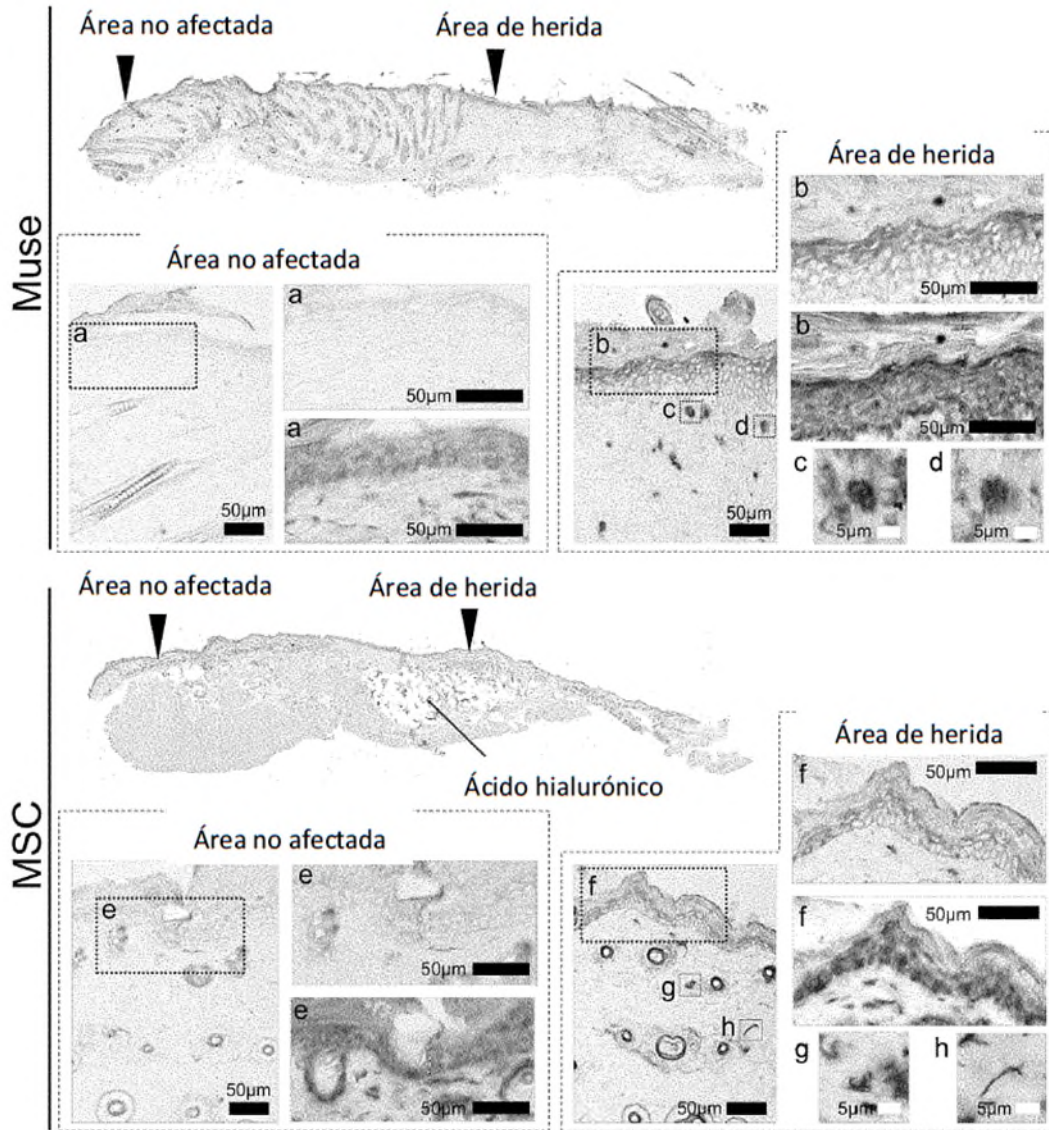 Área no afectada
Área de herida
Muse
Área de herida
b
50µm
b
50µm
c
5µm
d
5µm
Área no afectada
a
50µm
a
50µm
a
50µm
b
c
d
50µm
Área no afectada
Área de herida
Ácido hialurónico
MSC
Área de herida
f
50µm
f
50µm
g
5µm
h
5µm
Área no afectada
e
50µm
e
50µm
e
50µm
f
g
h
50µm